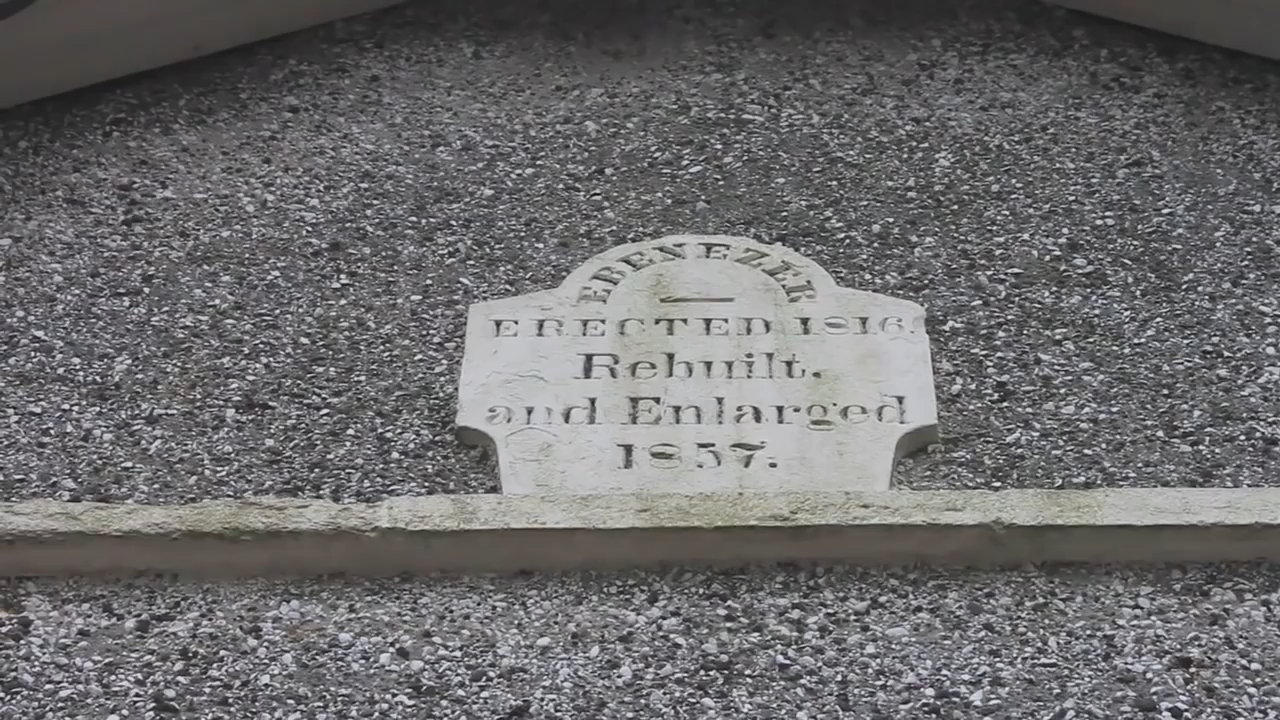 EBENEZER
ERECTED 1816.
Rebuilt.
and Enlarged
1857.